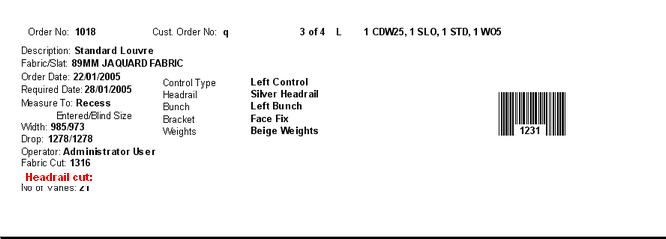 Order No: 1018 Cust. Order No: q 3 of 4 L 1 CDW25, 1 SLO, 1 STD, 1 WO5
Description: Standard Louvre
Fabric/Slat: 89MM JAQUARD FABRIC
Order Date: 22/01/2005
Required Date: 28/01/2005
Measure To: Recess
Entered/Blind Size
Width: 985/973
Drop: 1278/1278
Operator: Administrator User
Fabric Cut: 1316
Headrail cut:
No of Vanes: 21
Control Type Left Control
Headrail Silver Headrail
Bunch Left Bunch
Bracket Face Fix
Weights Beige Weights
1231